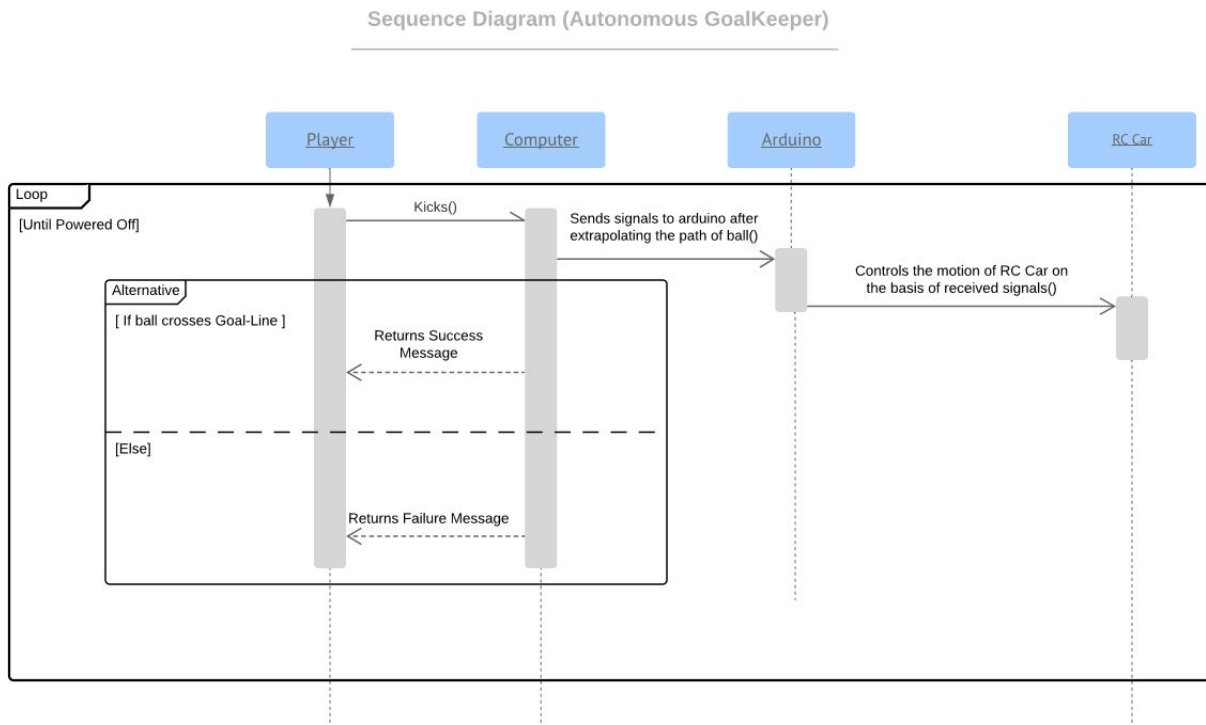 Sequence Diagram (Autonomous GoalKeeper)
Player
Computer
Arduino
RC Car
Loop
[Until Powered Off]
Kicks()
Sends signals to arduino after
extrapolating the path of ball()
Controls the motion of RC Car on
the basis of received signals()
Alternative
[ If ball crosses Goal-Line ]
Returns Success
Message
[Else]
Returns Failure Message